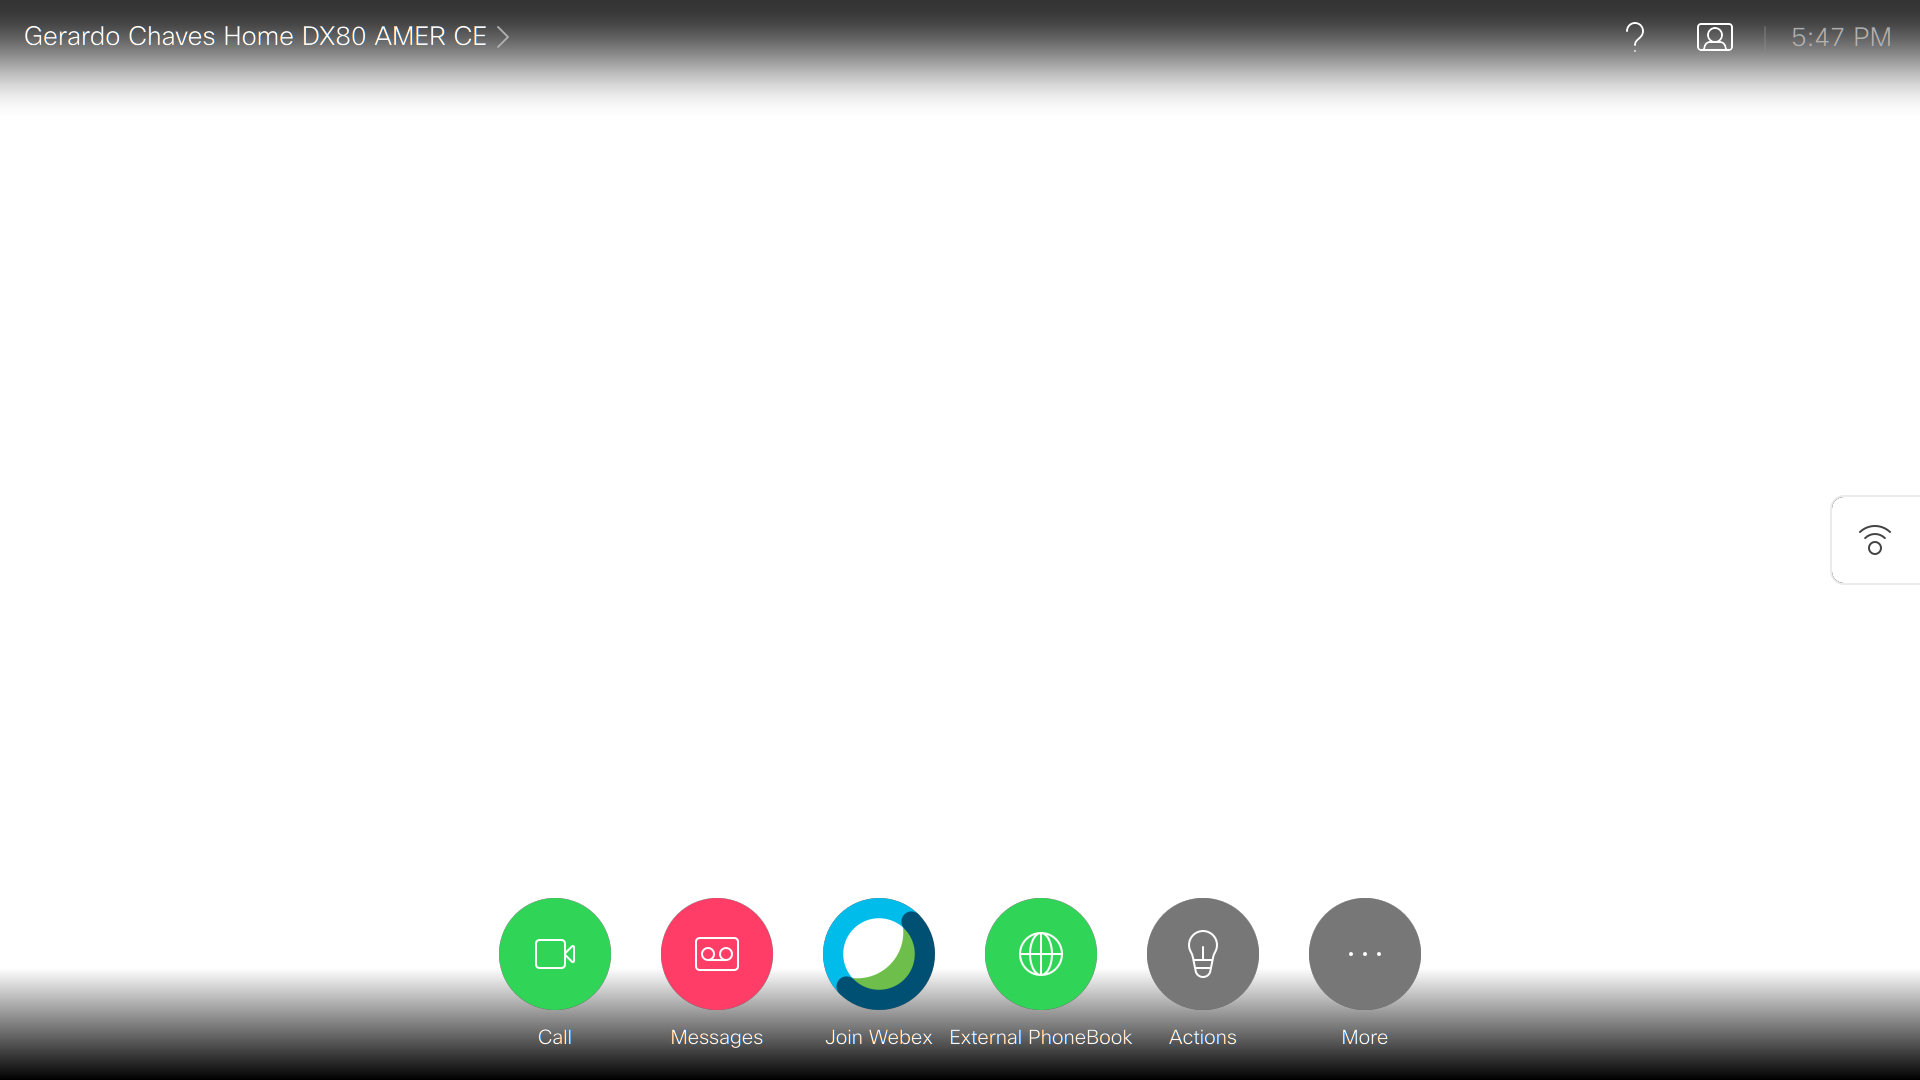 Gerardo Chaves Home DX80 AMER CE
5:47 PM
Call
Messages
Join Webex
External PhoneBook
Actions
More